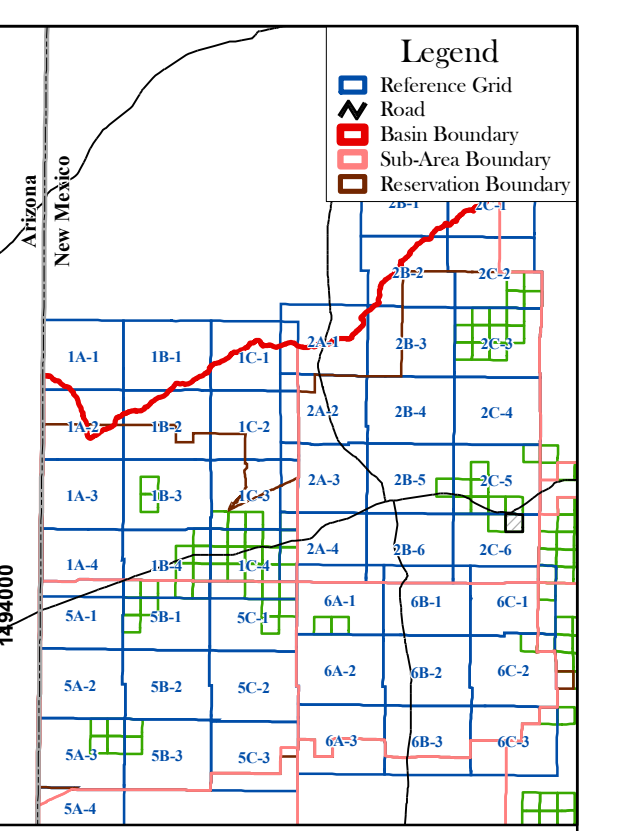 Legend
Reference Grid
Road
Basin Boundary
Sub-Area Boundary
Reservation Boundary
Arizona
New Mexico
2B-1
2C-1
2B-2
2C-2
2A-1
2B-3
2C-3
1A-1
1B-1
1C-1
2A-2
2B-4
2C-4
1A-2
1B-2
1C-2
2A-3
2B-5
2C-5
1A-3
1B-3
1C-3
2A-4
2B-6
2C-6
1A-4
1B-4
1C-4
6A-1
6B-1
6C-1
5A-1
5B-1
5C-1
6A-2
6B-2
6C-2
5A-2
5B-2
5C-2
6A-3
6B-3
6C-3
5A-3
5B-3
5C-3
5A-4
1494000